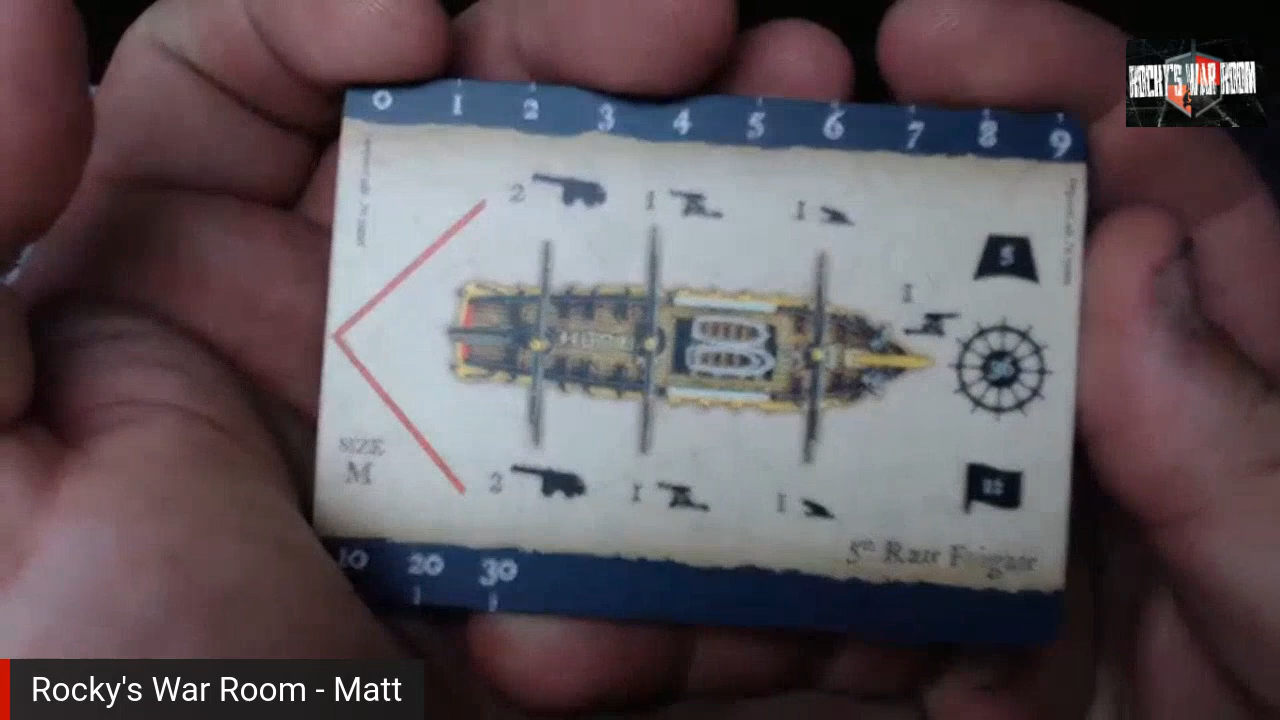 ROCKY'S WAR ROOM
0 1 2 3 4 5 6 7 8 9
2 1 1
5
1
SIZE
M
2 1 1
5th Rate Frigate
10 20 30
Rocky's War Room - Matt